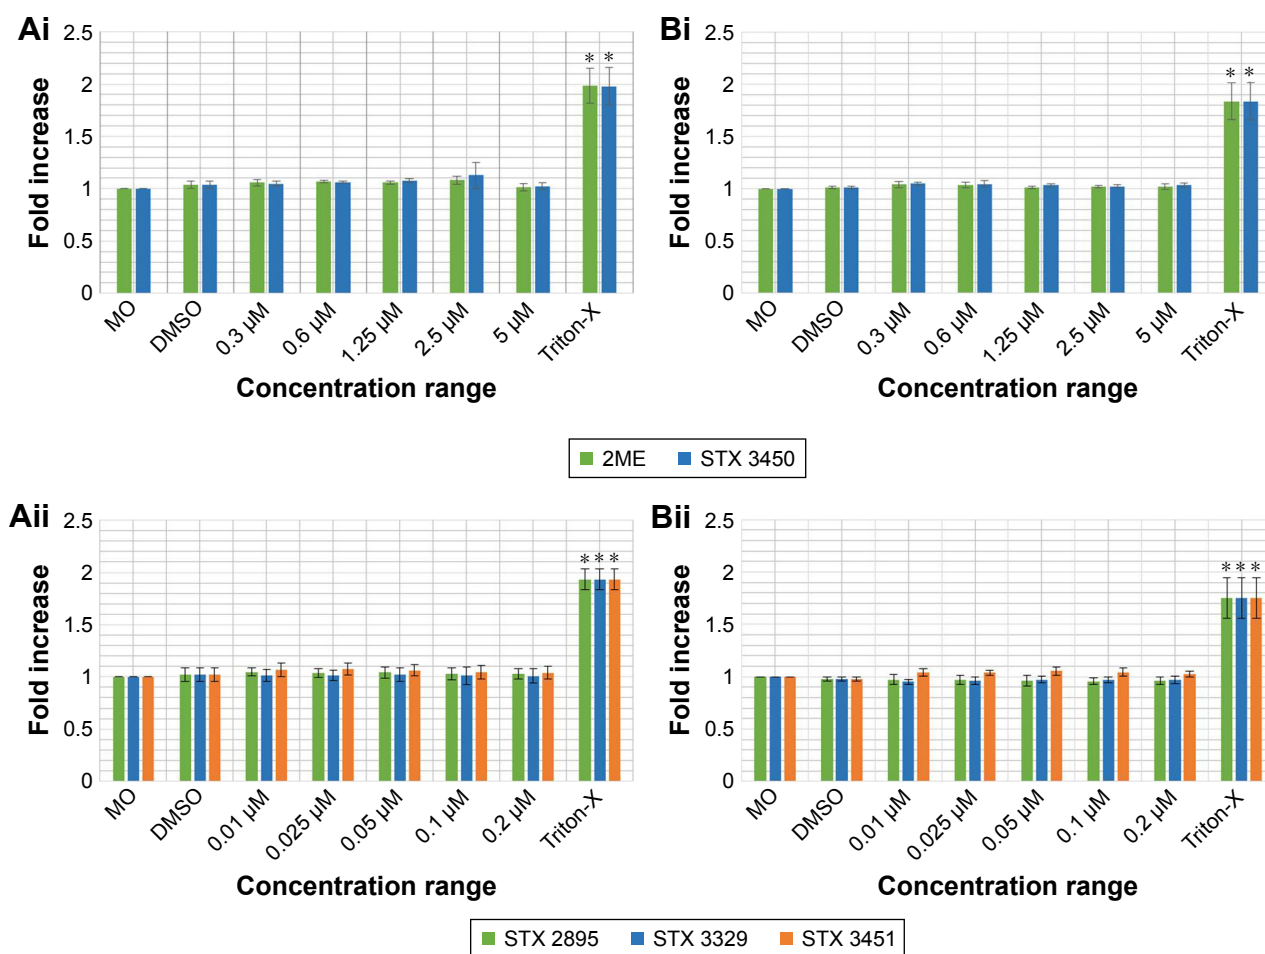 Ai
2.5
2
1.5
1
0.5
0
Fold increase
* *
MO
DMSO
0.3 µM
0.6 µM
1.25 µM
2.5 µM
5 µM
Triton-X
Concentration range
Bi
2.5
2
1.5
1
0.5
0
Fold increase
* *
MO
DMSO
0.3 µM
0.6 µM
1.25 µM
2.5 µM
5 µM
Triton-X
Concentration range
2ME STX 3450
Aii
2.5
2
1.5
1
0.5
0
Fold increase
* * *
MO
DMSO
0.01 µM
0.025 µM
0.05 µM
0.1 µM
0.2 µM
Triton-X
Concentration range
Bii
2.5
2
1.5
1
0.5
0
Fold increase
* * *
MO
DMSO
0.01 µM
0.025 µM
0.05 µM
0.1 µM
0.2 µM
Triton-X
Concentration range
STX 2895 STX 3329 STX 3451